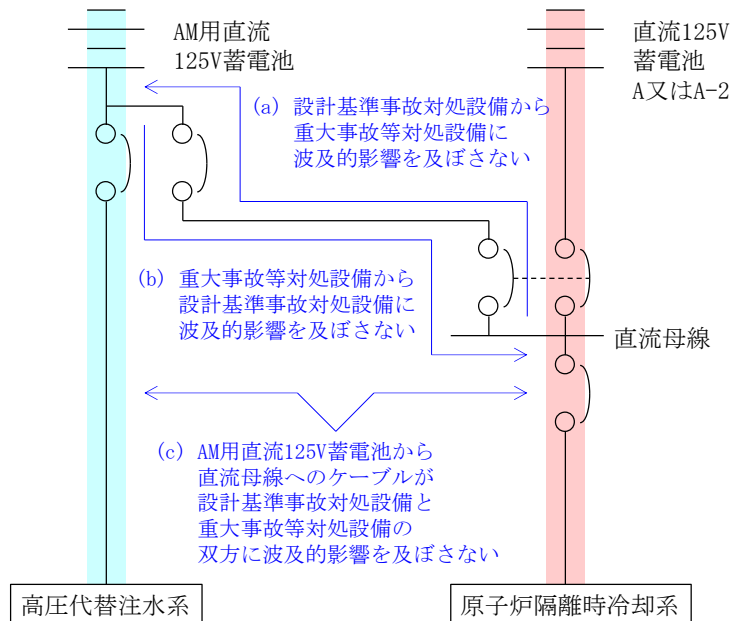 AM用直流
125V蓄電池
直流125V
蓄電池
A又はA-2
(a) 設計基準事故対処設備から
重大事故等対処設備に
波及的影響を及ぼさない
(b) 重大事故等対処設備から
設計基準事故対処設備に
波及的影響を及ぼさない
直流母線
(c) AM用直流125V蓄電池から
直流母線へのケーブルが
設計基準事故対処設備と
重大事故等対処設備の
双方に波及的影響を及ぼさない
高圧代替注水系
原子炉隔離時冷却系